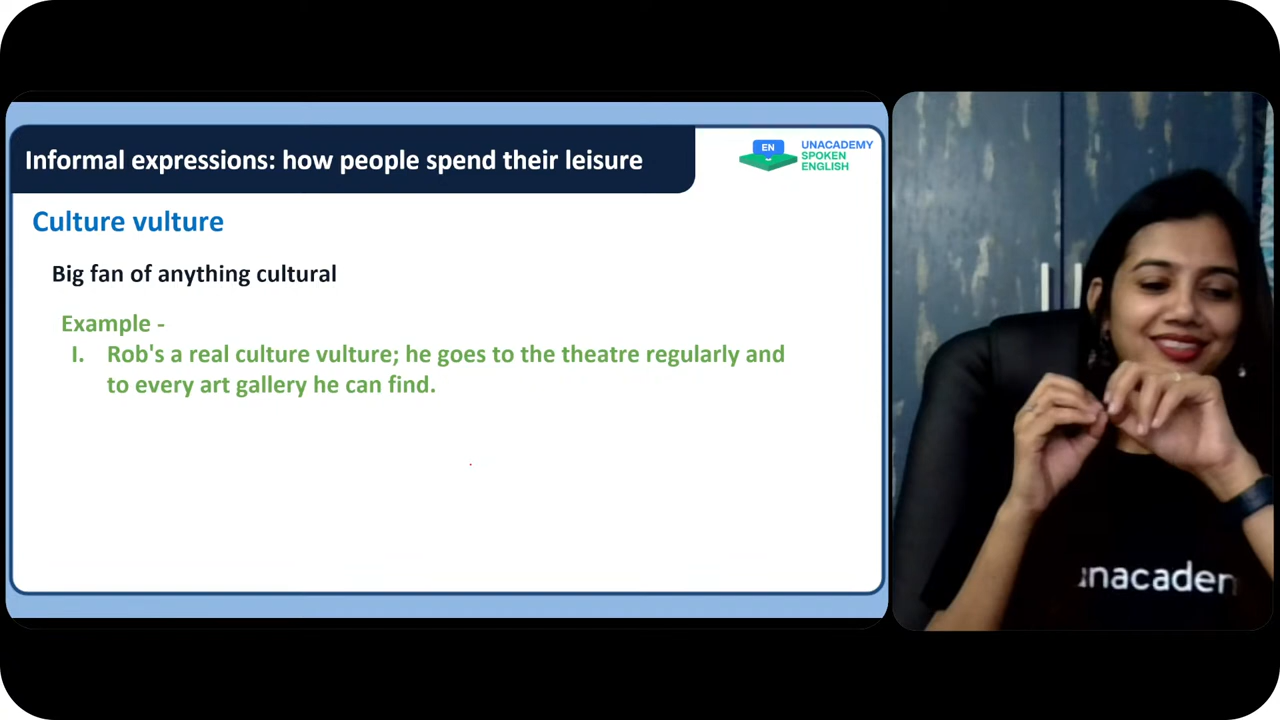 Informal expressions: how people spend their leisure
EN
UNACADEMY
SPOKEN
ENGLISH
Culture vulture
Big fan of anything cultural
Example -
I. Rob's a real culture vulture; he goes to the theatre regularly and
to every art gallery he can find.
unacadem